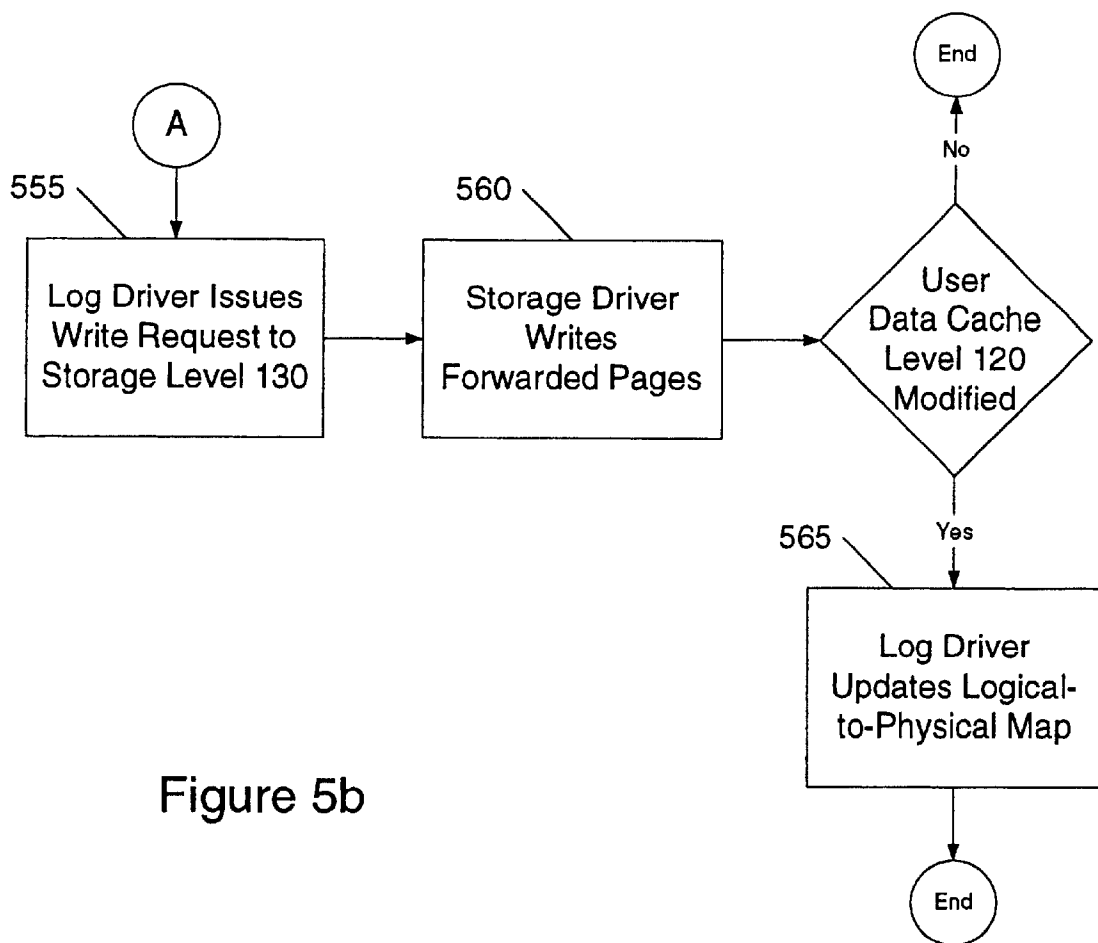 A
555
Log Driver Issues
Write Request to
Storage Level 130
560
Storage Driver
Writes
Forwarded Pages
End
No
User
Data Cache
Level 120
Modified
Yes
565
Log Driver
Updates Logical-
to-Physical Map
End
Figure 5b